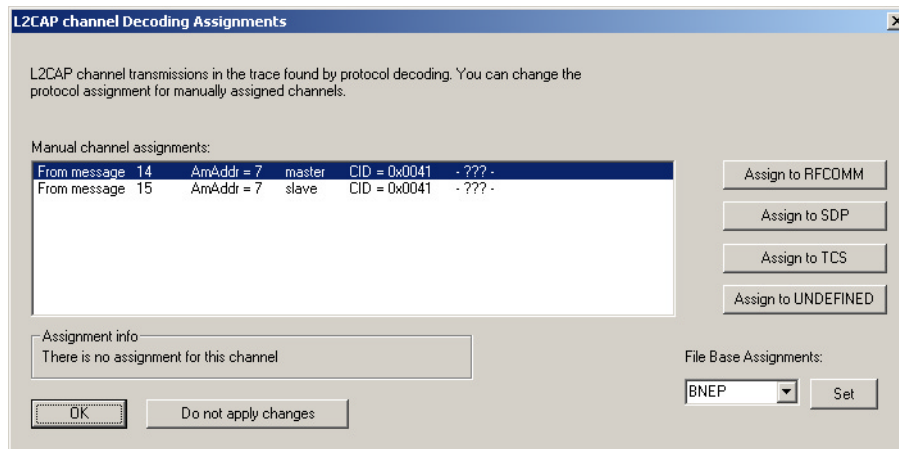 L2CAP channel Decoding Assignments
L2CAP channel transmissions in the trace found by protocol decoding. You can change the
protocol assignment for manually assigned channels.
Manual channel assignments:
From message 14 AmAddr = 7 master CID = 0x0041 - ??? -
From message 15 AmAddr = 7 slave CID = 0x0041 - ??? -
Assign to RFCOMM
Assign to SDP
Assign to TCS
Assign to UNDEFINED
Assignment info
There is no assignment for this channel
File Base Assignments:
BNEP
Set
OK
Do not apply changes